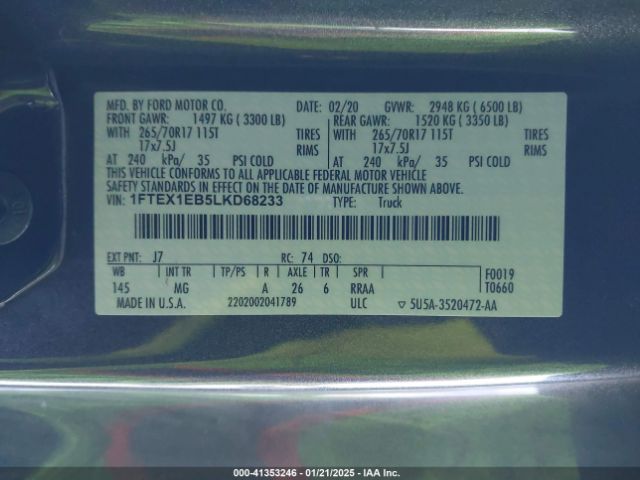 MFD. BY FORD MOTOR CO. 02/20 GVWR: 2948 KG ( 6500 LB)
FRONT GAWR: 1497 KG ( 3300 LB) REAR GAWR: 1520 KG ( 3350 LB)
WITH 265/70R17 115T TIRES 265/70R17 115T TIRES
17x7.5J RIMS 17x7.5J RIMS
AT 240 kPa/ 35 PSI COLD AT 240 kPa/ 35 PSI COLD
THIS VEHICLE CONFORMS TO ALL APPLICABLE FEDERAL MOTOR VEHICLE
SAFETY STANDARDS IN EFFECT ON THE DATE OF MANUFACTURE SHOWN ABOVE.
VIN: 1FTEX1EB5LKD68233 TYPE: Truck
EXT PNT: J7 RC: 74 DSO:
WB INT TR TP/PS R AXLE TR SPR F0019
145 MG A 26 6 RRAA T0660
MADE IN U.S.A. 2202002041789 ULC ▽ 5U5A-3520472-AA
000-41353246 - 01/21/2025 - IAA Inc.